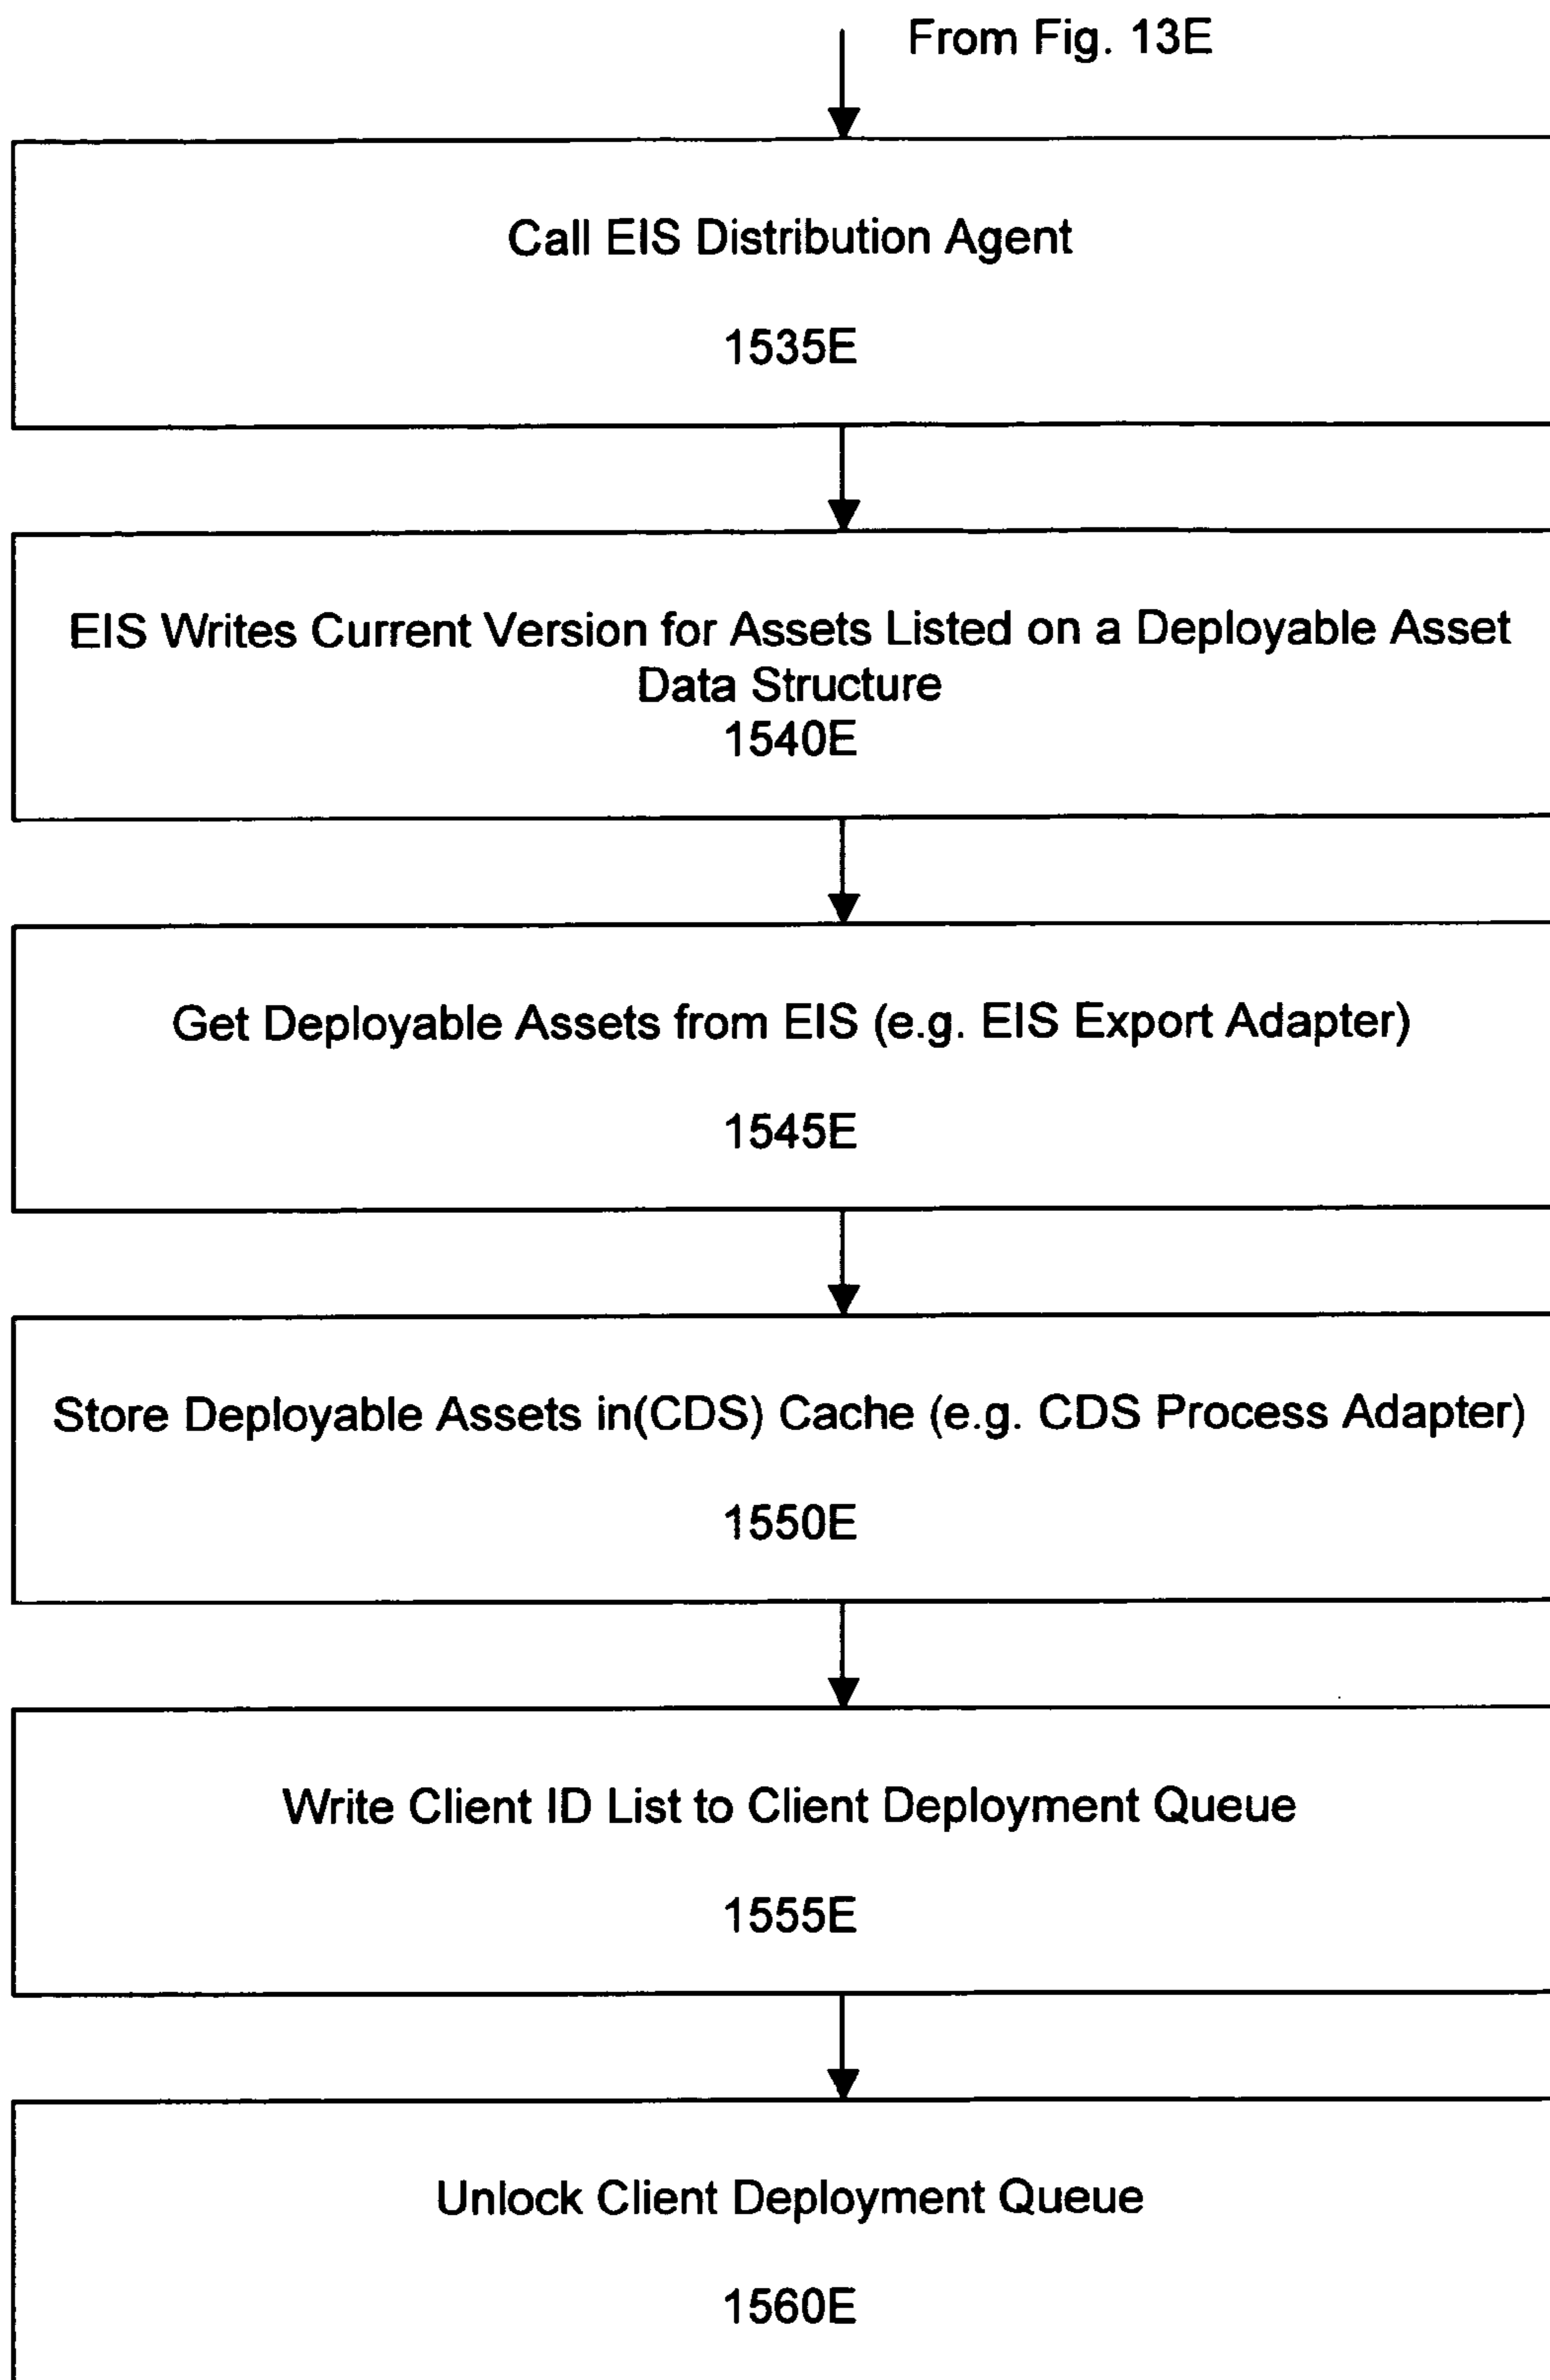 From Fig. 13E
Call EIS Distribution Agent
1535E
EIS Writes Current Version for Assets Listed on a Deployable Asset
Data Structure
1540E
Get Deployable Assets from EIS (e.g. EIS Export Adapter)
1545E
Store Deployable Assets in(CDS) Cache (e.g. CDS Process Adapter)
1550E
Write Client ID List to Client Deployment Queue
1555E
Unlock Client Deployment Queue
1560E